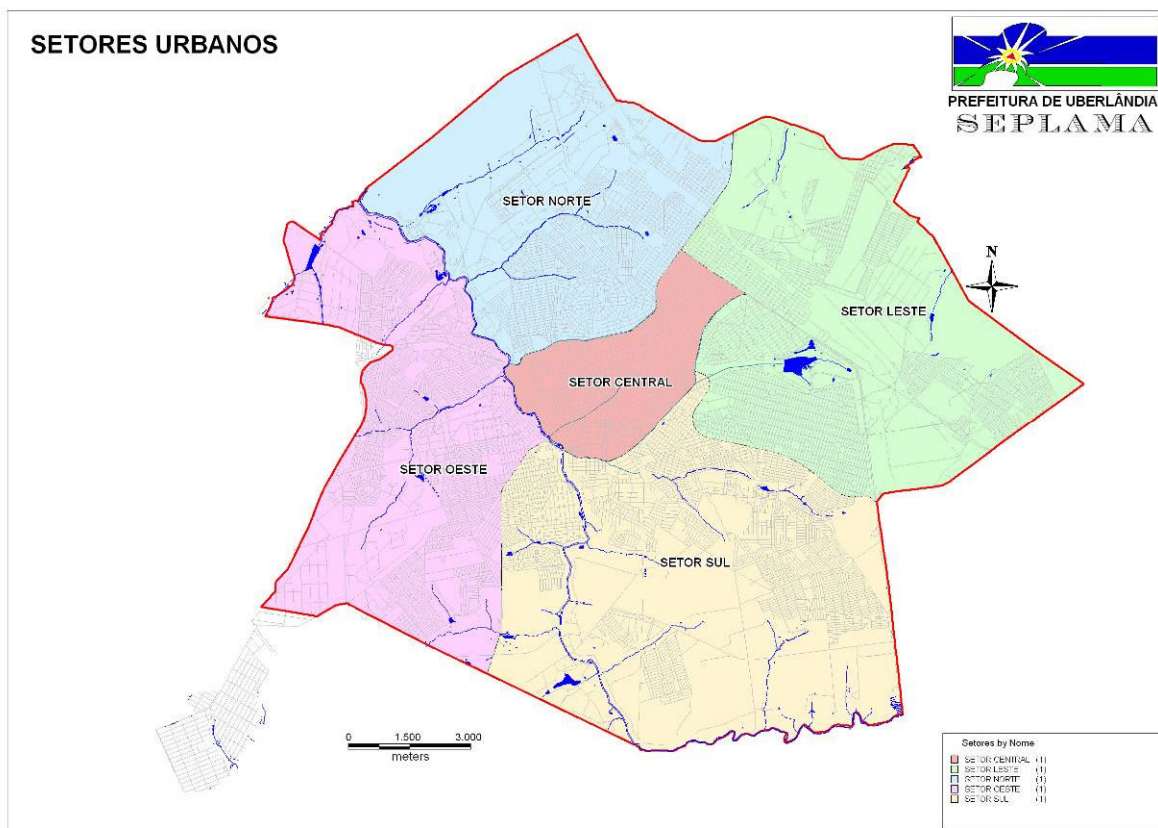 SETORES URBANOS
PREFEITURA DE UBERLÂNDIA
SEPLAMA
SETOR NORTE
N
SETOR LESTE
SETOR CENTRAL
SETOR OESTE
SETOR SUL
0 1.500 3.000
meters
Setores by Nome
SETOR CENTRAL (1)
SETOR LESTE (1)
SETOR NORTE (1)
SETOR OESTE (1)
SETOR SUL (1)